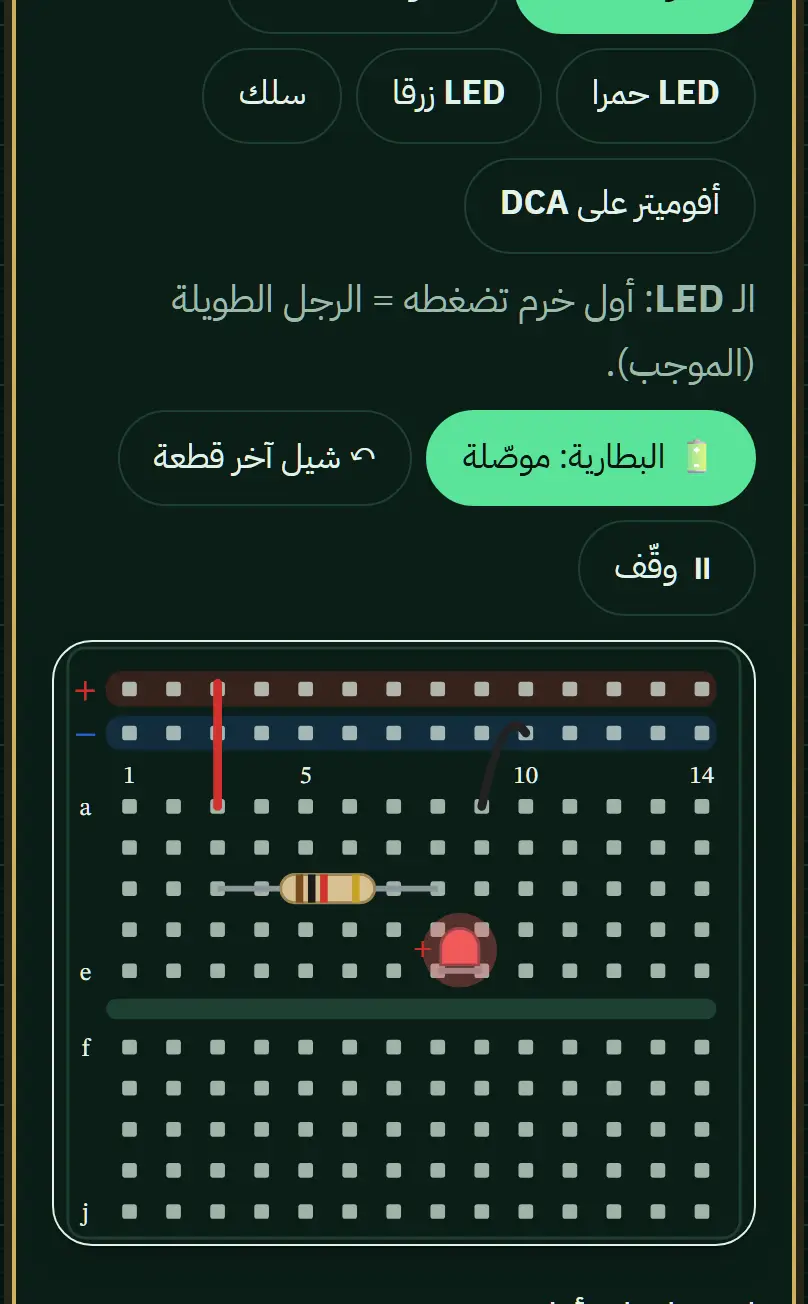 LED حمرا
LED زرقا
سلك
أفوميتر على DCA
الـ LED: أول خرم تضغطه = الرجل الطويلة
(الموجب).
البطارية: موصّلة
↶ شيل آخر قطعة
⏸ وقّف
+
−
1 5 10 14
a
+
e
f
j